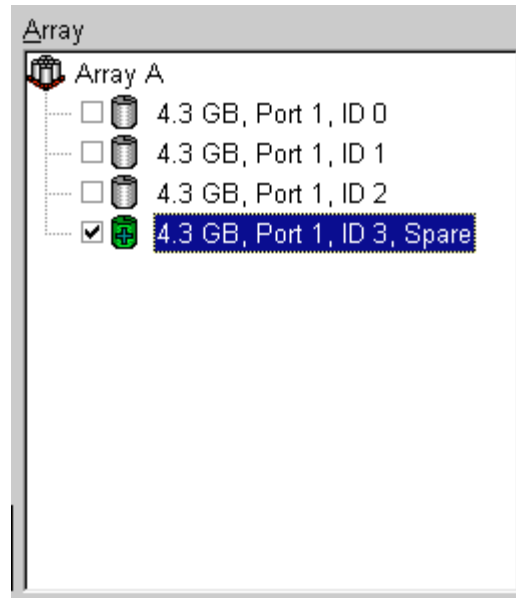 Array
Array A
4.3 GB, Port 1, ID 0
4.3 GB, Port 1, ID 1
4.3 GB, Port 1, ID 2
4.3 GB, Port 1, ID 3, Spare